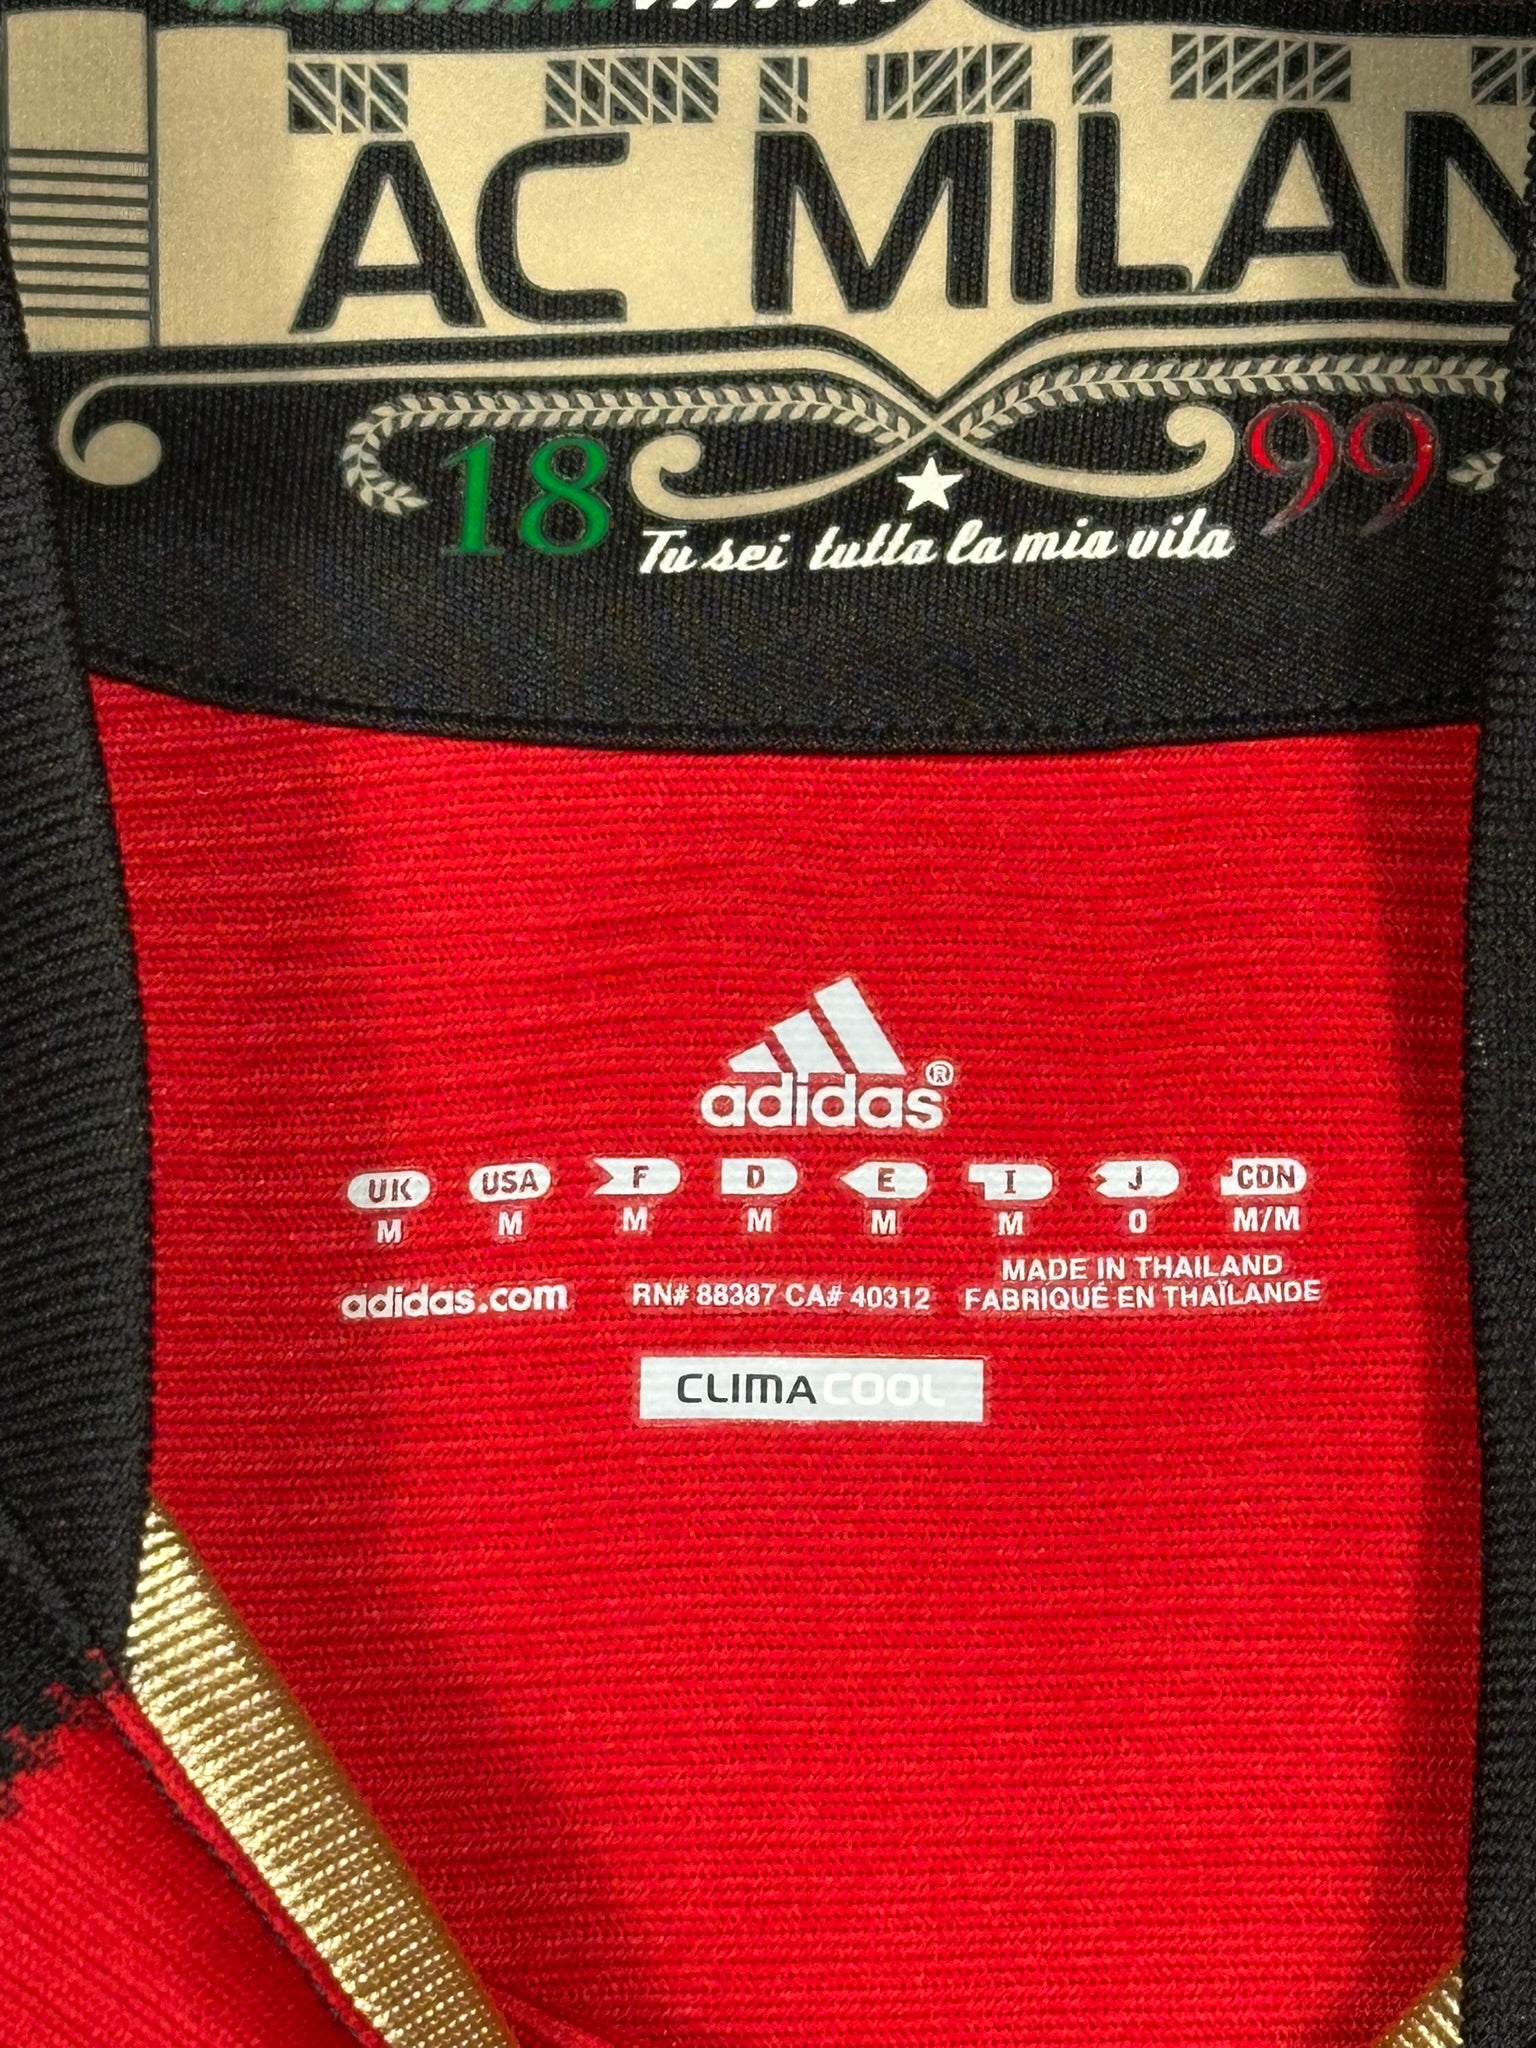 AC MILAN
18 99
Tu sei tutta la mia vita
adidas®
UK USA F D E I J CDN
M M M M M M O M/M
adidas.com RN# 88387 CA# 40312 MADE IN THAILAND
FABRIQUÉ EN THAÏLANDE
CLIMACOOL